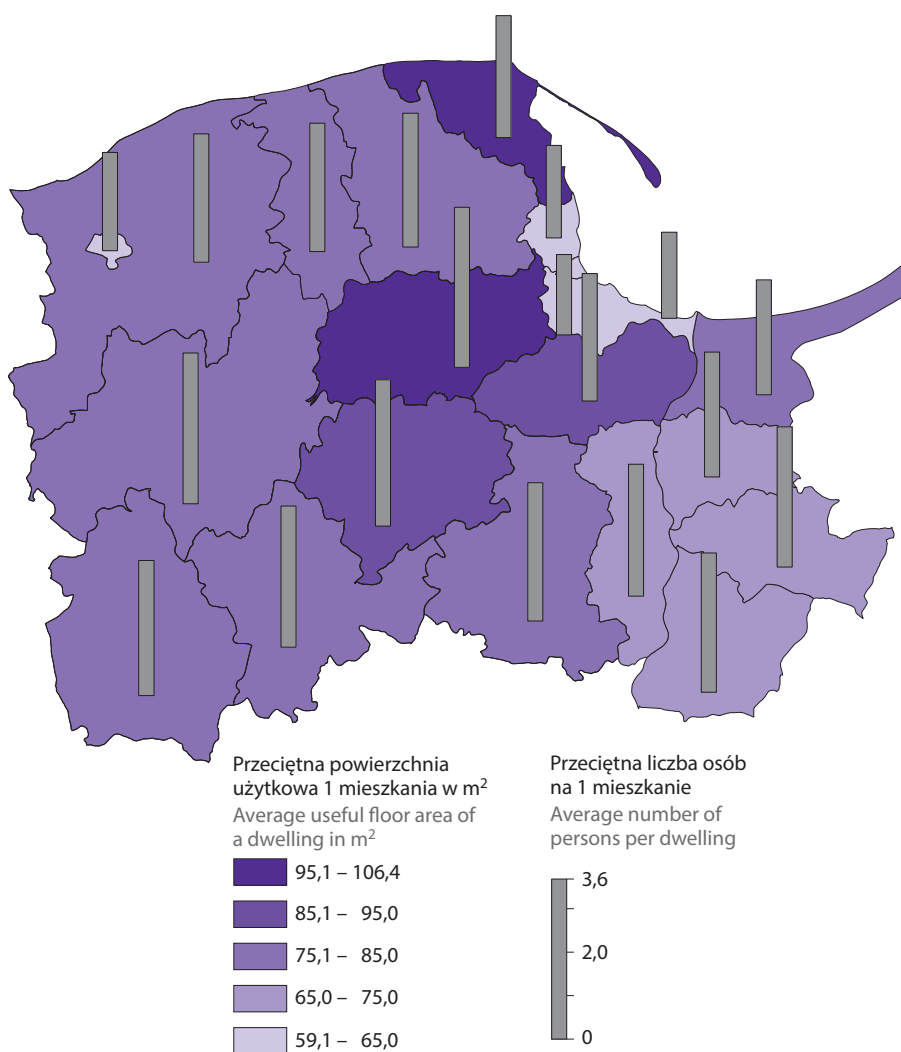 Przeciętna powierzchnia
użytkowa 1 mieszkania w m²
Average useful floor area of
a dwelling in m²
95,1 – 106,4
85,1 – 95,0
75,1 – 85,0
65,0 – 75,0
59,1 – 65,0
Przeciętna liczba osób
na 1 mieszkanie
Average number of
persons per dwelling
3,6
2,0
0